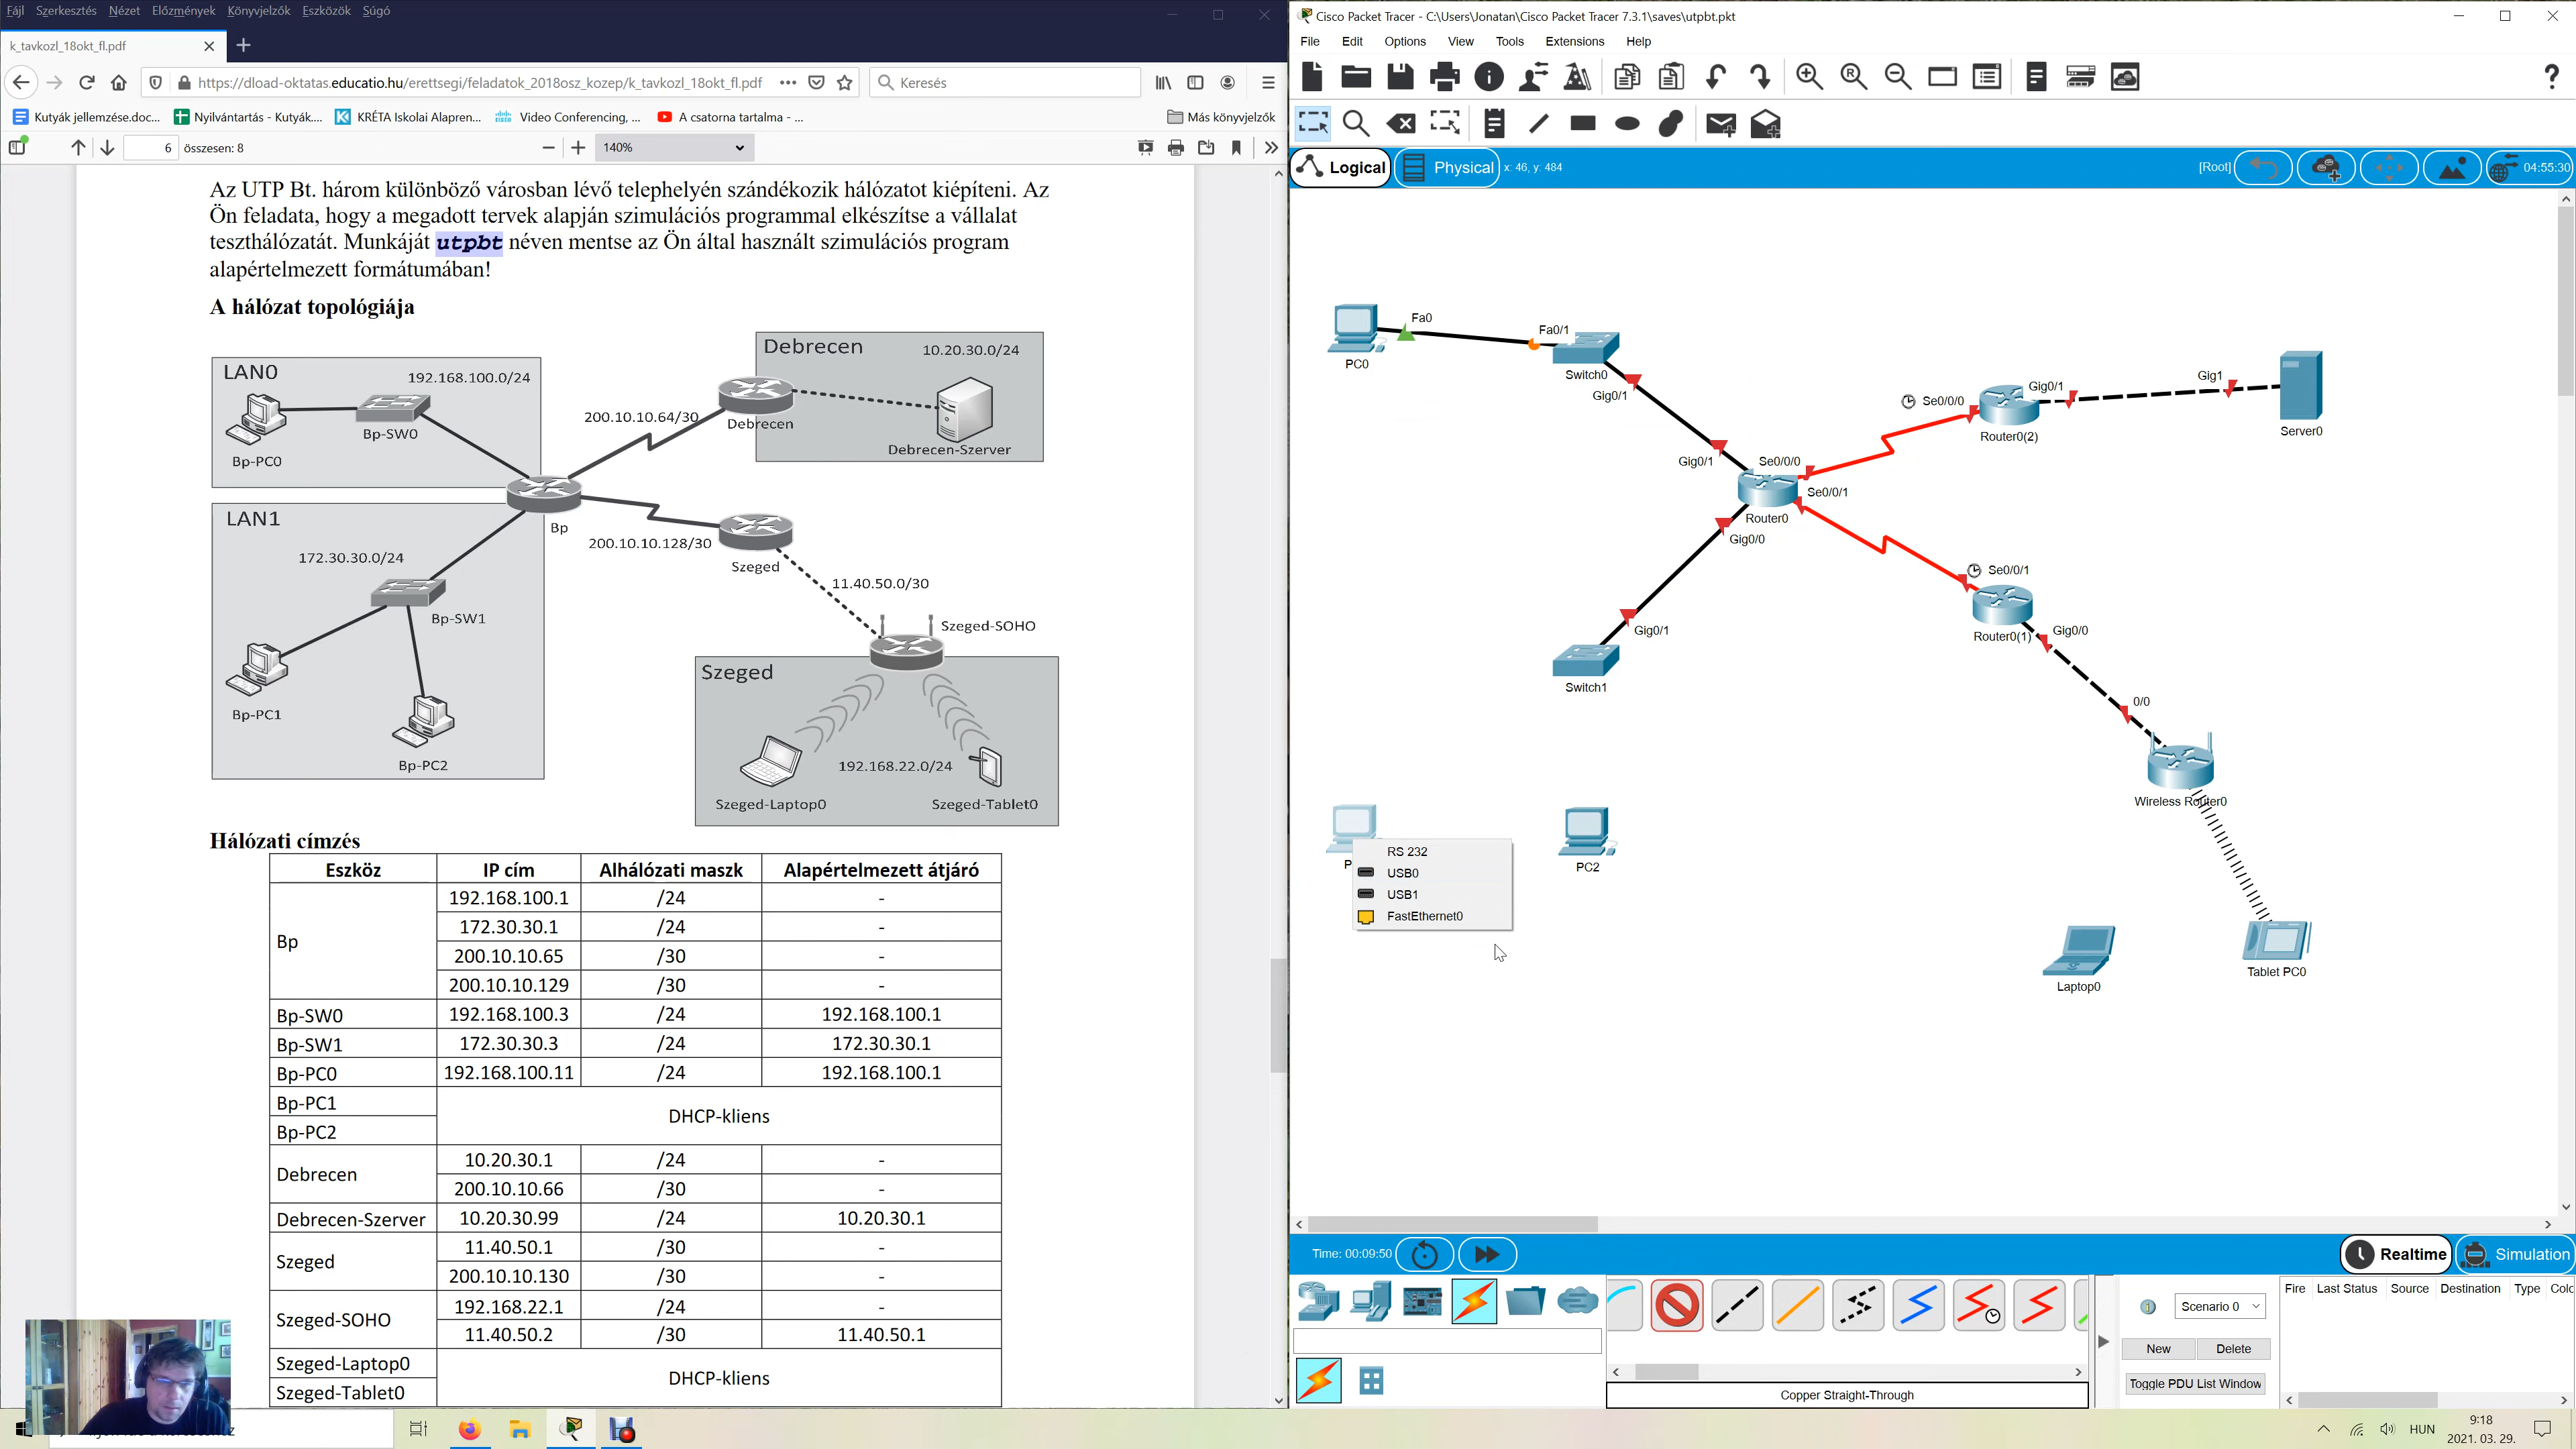 Fájl Szerkesztés Nézet Előzmények Könyvjelzők Eszközök Súgó
k_tavkozl_18okt_fl.pdf
https://dload-oktatas.educatio.hu/erettsegi/feladatok_2018osz_kozep/k_tavkozl_18okt_fl.pdf
Keresés
Kutyák jellemzése.doc... Nyilvántartás - Kutyák.... KRÉTA Iskolai Alapren... Video Conferencing, ... A csatorna tartalma - ... Más könyvjelzők
6 összesen: 8 140%
Az UTP Bt. három különböző városban lévő telephelyén szándékozik hálózatot kiépíteni. Az
Ön feladata, hogy a megadott tervek alapján szimulációs programmal elkészítse a vállalat
teszthálózatát. Munkáját utpbt néven mentse az Ön által használt szimulációs program
alapértelmezett formátumában!
A hálózat topológiája
LAN0
192.168.100.0/24
Bp-SW0
Bp-PC0
Debrecen
10.20.30.0/24
200.10.10.64/30
Debrecen
Debrecen-Szerver
LAN1
172.30.30.0/24
Bp
200.10.10.128/30
Szeged
11.40.50.0/30
Bp-SW1
Szeged-SOHO
Bp-PC1
Bp-PC2
Szeged
192.168.22.0/24
Szeged-Laptop0
Szeged-Tablet0
Hálózati címzés
Eszköz IP cím Alhálózati maszk Alapértelmezett átjáró
Bp
192.168.100.1 /24 -
172.30.30.1 /24 -
200.10.10.65 /30 -
200.10.10.129 /30 -
Bp-SW0 192.168.100.3 /24 192.168.100.1
Bp-SW1 172.30.30.3 /24 172.30.30.1
Bp-PC0 192.168.100.11 /24 192.168.100.1
Bp-PC1
Bp-PC2
DHCP-kliens
Debrecen
10.20.30.1 /24 -
200.10.10.66 /30 -
Debrecen-Szerver 10.20.30.99 /24 10.20.30.1
Szeged
11.40.50.1 /30 -
200.10.10.130 /30 -
Szeged-SOHO
192.168.22.1 /24 -
11.40.50.2 /30 11.40.50.1
Szeged-Laptop0
Szeged-Tablet0
DHCP-kliens
Cisco Packet Tracer - C:\Users\Jonatan\Cisco Packet Tracer 7.3.1\saves\utpbt.pkt
File Edit Options View Tools Extensions Help
Logical Physical x: 46, y: 484 [Root] 04:55:30
Fa0
Fa0/1
PC0
Switch0
Gig0/1
Gig0/1
Se0/0/0
Se0/0/1
Router0
Gig0/0
Se0/0/0
Gig0/1
Gig1
Router0(2)
Server0
Se0/0/1
Router0(1)
Gig0/0
Gig0/1
Switch1
0/0
Wireless Router0
RS 232
USB0
USB1
FastEthernet0
P
PC2
Laptop0
Tablet PC0
Time: 00:09:50
Realtime Simulation
Scenario 0
New Delete
Toggle PDU List Window
Fire Last Status Source Destination Type Colo
Copper Straight-Through
HUN
9:18
2021. 03. 29.